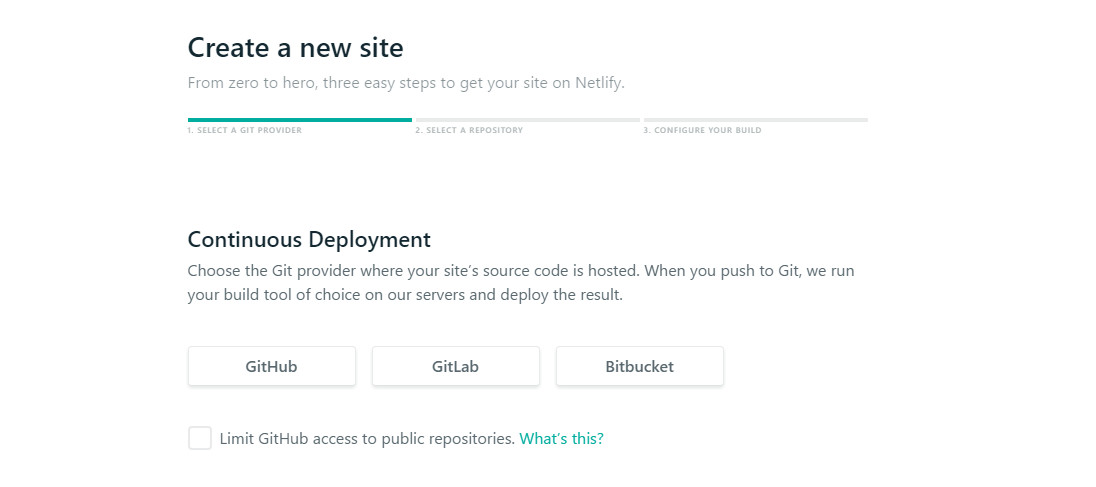 Create a new site
From zero to hero, three easy steps to get your site on Netlify.
1. SELECT A GIT PROVIDER
2. SELECT A REPOSITORY
3. CONFIGURE YOUR BUILD
Continuous Deployment
Choose the Git provider where your site’s source code is hosted. When you push to Git, we run
your build tool of choice on our servers and deploy the result.
GitHub
GitLab
Bitbucket
Limit GitHub access to public repositories. What’s this?